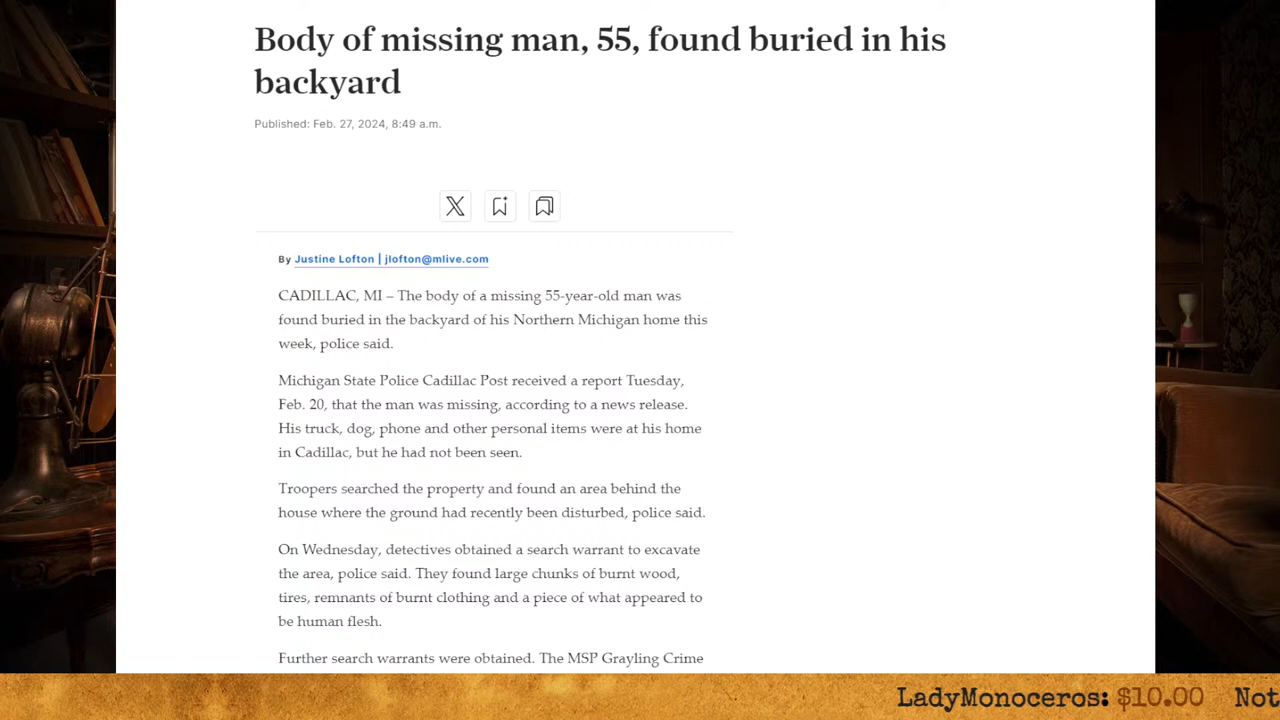 Body of missing man, 55, found buried in his
backyard
Published: Feb. 27, 2024, 8:49 a.m.
By Justine Lofton | jlofton@mlive.com
CADILLAC, MI – The body of a missing 55-year-old man was
found buried in the backyard of his Northern Michigan home this
week, police said.
Michigan State Police Cadillac Post received a report Tuesday,
Feb. 20, that the man was missing, according to a news release.
His truck, dog, phone and other personal items were at his home
in Cadillac, but he had not been seen.
Troopers searched the property and found an area behind the
house where the ground had recently been disturbed, police said.
On Wednesday, detectives obtained a search warrant to excavate
the area, police said. They found large chunks of burnt wood,
tires, remnants of burnt clothing and a piece of what appeared to
be human flesh.
Further search warrants were obtained. The MSP Grayling Crime
LadyMonoceros: $10.00 Not